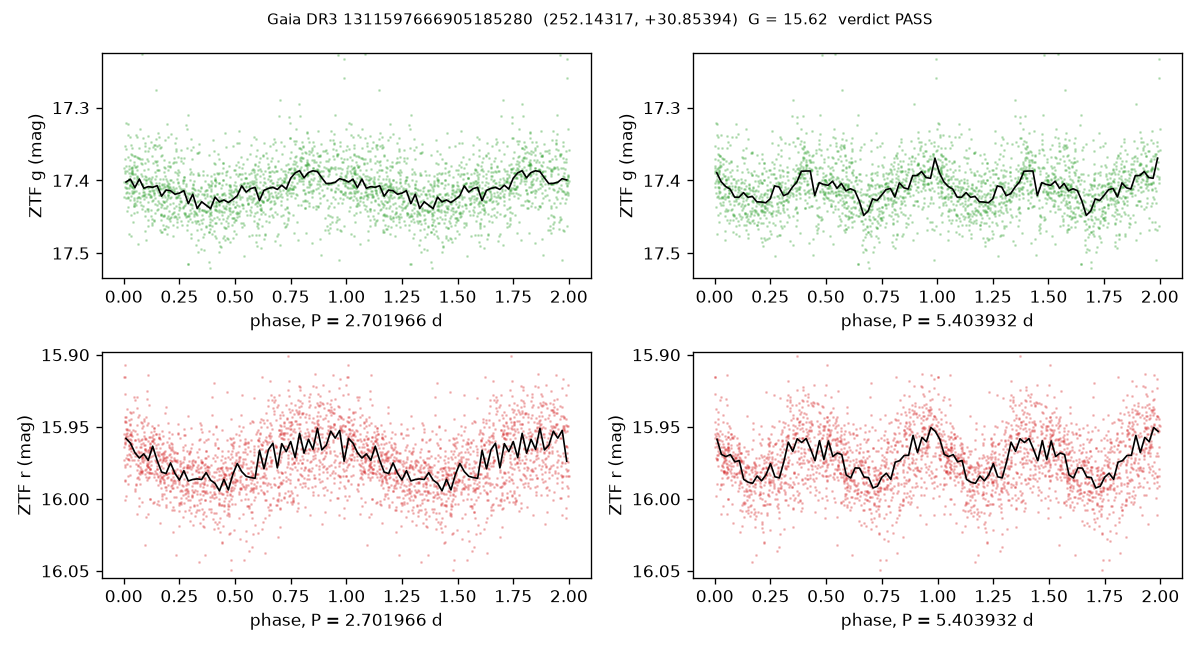 Gaia DR3 1311597666905185280  (252.14317, +30.85394)  G = 15.62  verdict PASS
ZTF g (mag)
17.3
17.4
17.5
0.00 0.25 0.50 0.75 1.00 1.25 1.50 1.75 2.00
phase, P = 2.701966 d
ZTF g (mag)
17.3
17.4
17.5
0.00 0.25 0.50 0.75 1.00 1.25 1.50 1.75 2.00
phase, P = 5.403932 d
ZTF r (mag)
15.90
15.95
16.00
16.05
0.00 0.25 0.50 0.75 1.00 1.25 1.50 1.75 2.00
phase, P = 2.701966 d
ZTF r (mag)
15.90
15.95
16.00
16.05
0.00 0.25 0.50 0.75 1.00 1.25 1.50 1.75 2.00
phase, P = 5.403932 d